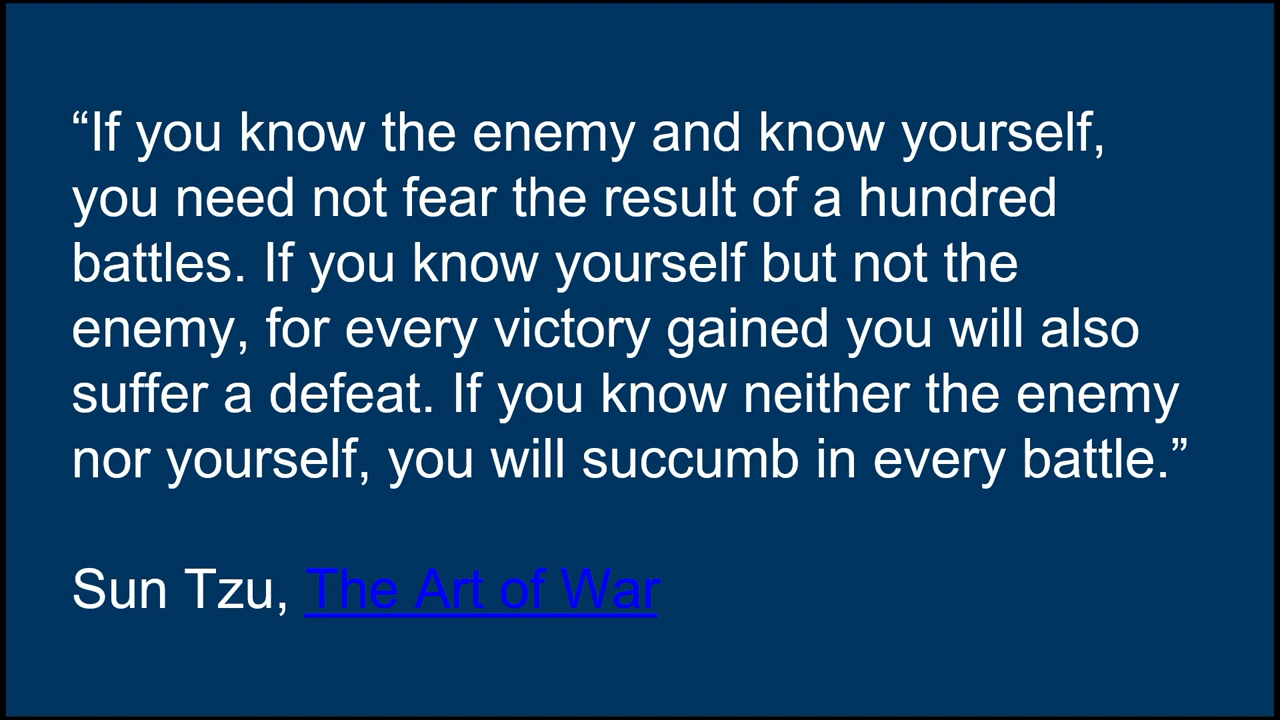 “If you know the enemy and know yourself,
you need not fear the result of a hundred
battles. If you know yourself but not the
enemy, for every victory gained you will also
suffer a defeat. If you know neither the enemy
nor yourself, you will succumb in every battle.”
Sun Tzu, The Art of War